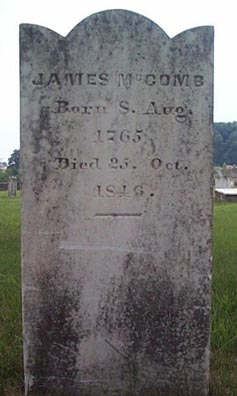 JAMES McCOMB
Born 8. Aug.
1765
Died 25. Oct.
1846.